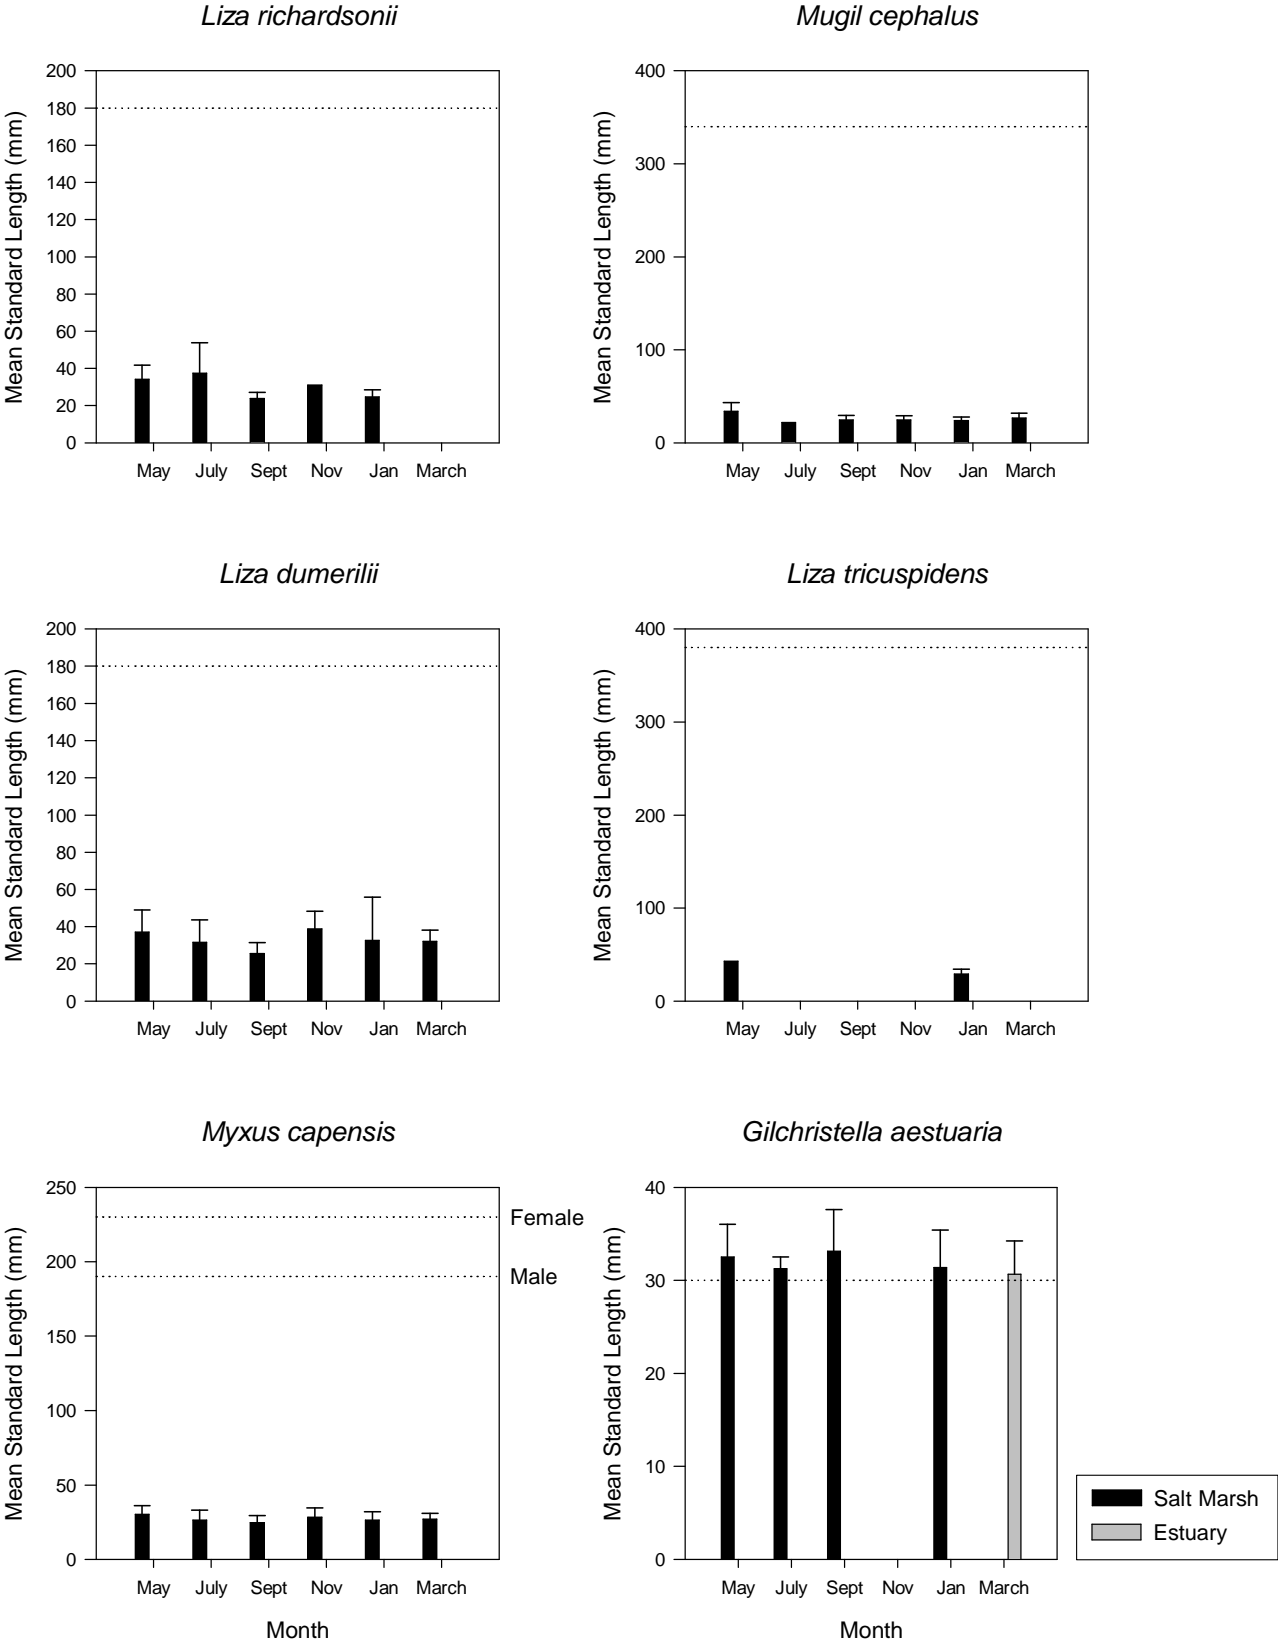 Liza richardsonii
Mean Standard Length (mm)
200
180
160
140
120
100
80
60
40
20
0
May July Sept Nov Jan March
Mugil cephalus
Mean Standard Length (mm)
400
300
200
100
0
May July Sept Nov Jan March
Liza dumerilii
Mean Standard Length (mm)
200
180
160
140
120
100
80
60
40
20
0
May July Sept Nov Jan March
Liza tricuspidens
Mean Standard Length (mm)
400
300
200
100
0
May July Sept Nov Jan March
Myxus capensis
Mean Standard Length (mm)
250
200
150
100
50
0
Female
Male
May July Sept Nov Jan March
Month
Gilchristella aestuaria
Mean Standard Length (mm)
40
30
20
10
0
May July Sept Nov Jan March
Month
Salt Marsh
Estuary